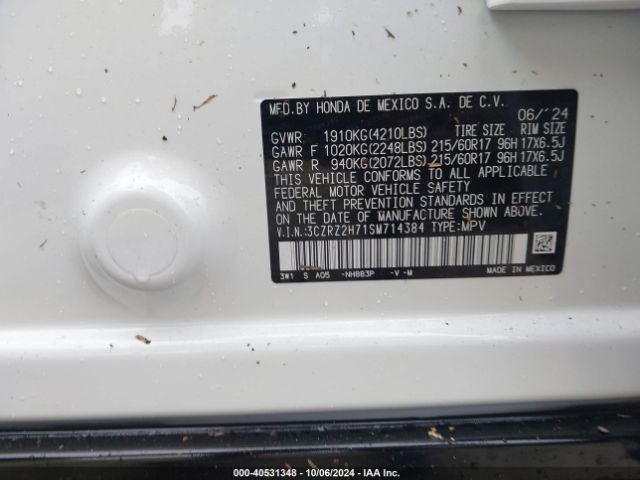 MFD.BY HONDA DE MEXICO S.A. DE C.V.
06/'24
GVWR 1910KG(4210LBS) TIRE SIZE RIM SIZE
GAWR F 1020KG(2248LBS) 215/60R17 96H 17X6.5J
GAWR R 940KG(2072LBS) 215/60R17 96H 17X6.5J
THIS VEHICLE CONFORMS TO ALL APPLICABLE
FEDERAL MOTOR VEHICLE SAFETY
AND THEFT PREVENTION STANDARDS IN EFFECT
ON THE DATE OF MANUFACTURE SHOWN ABOVE.
V.I.N.:3CZRZ2H71SM714384 TYPE:MPV
3W1 S A05 -NH883P -V -M MADE IN MEXICO
000-40531348 - 10/06/2024 - IAA Inc.